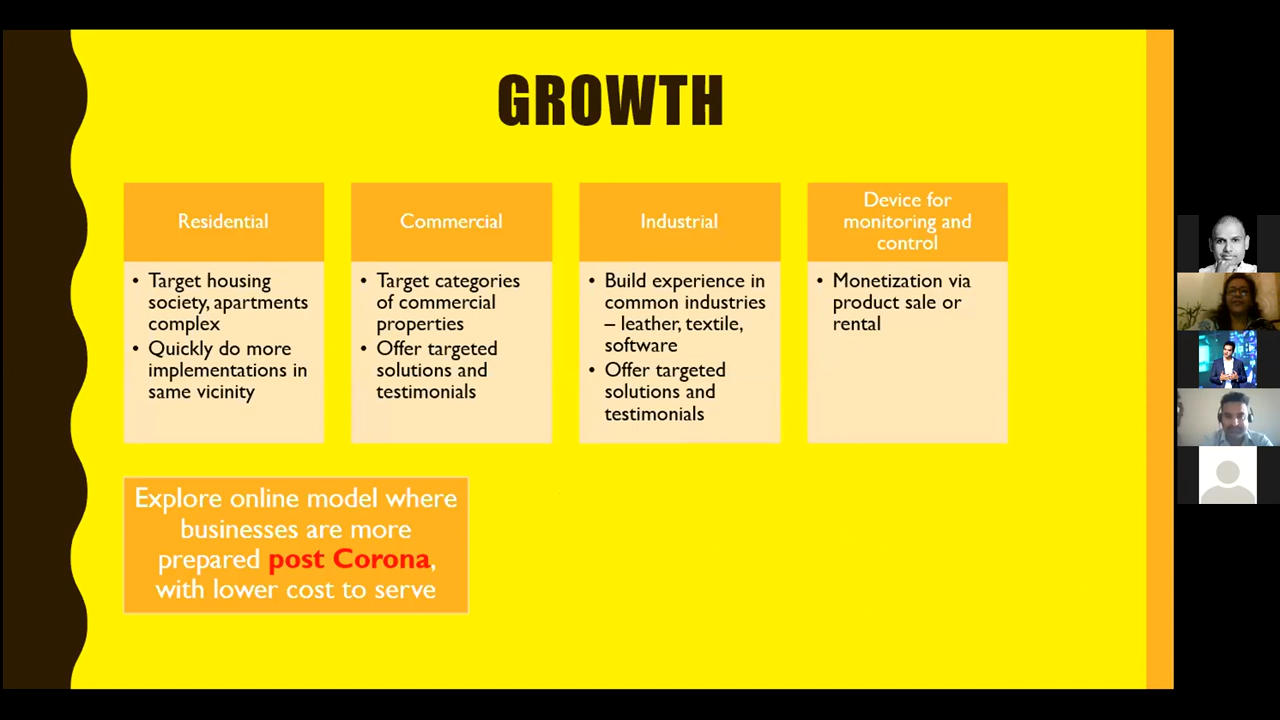 GROWTH
Residential
• Target housing
society, apartments
complex
• Quickly do more
implementations in
same vicinity
Commercial
• Target categories
of commercial
properties
• Offer targeted
solutions and
testimonials
Industrial
• Build experience in
common industries
– leather, textile,
software
• Offer targeted
solutions and
testimonials
Device for
monitoring and
control
• Monetization via
product sale or
rental
Explore online model where
businesses are more
prepared post Corona,
with lower cost to serve